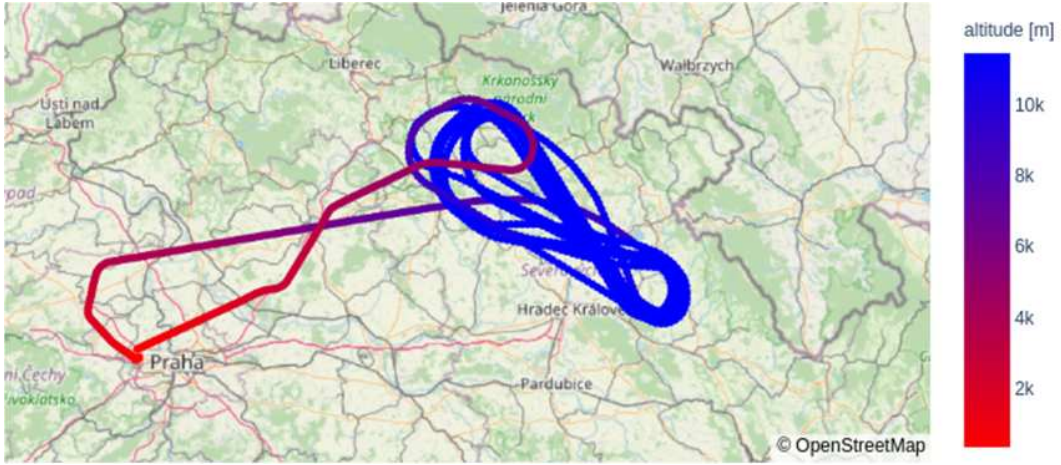 Jelenia Góra
altitude [m]
Liberec
Wałbrzych
Krkonošský
národní
Ústí nad
Labem
10k
8k
6k
4k
2k
Hradec Králové
Praha
Pardubice
© OpenStreetMap